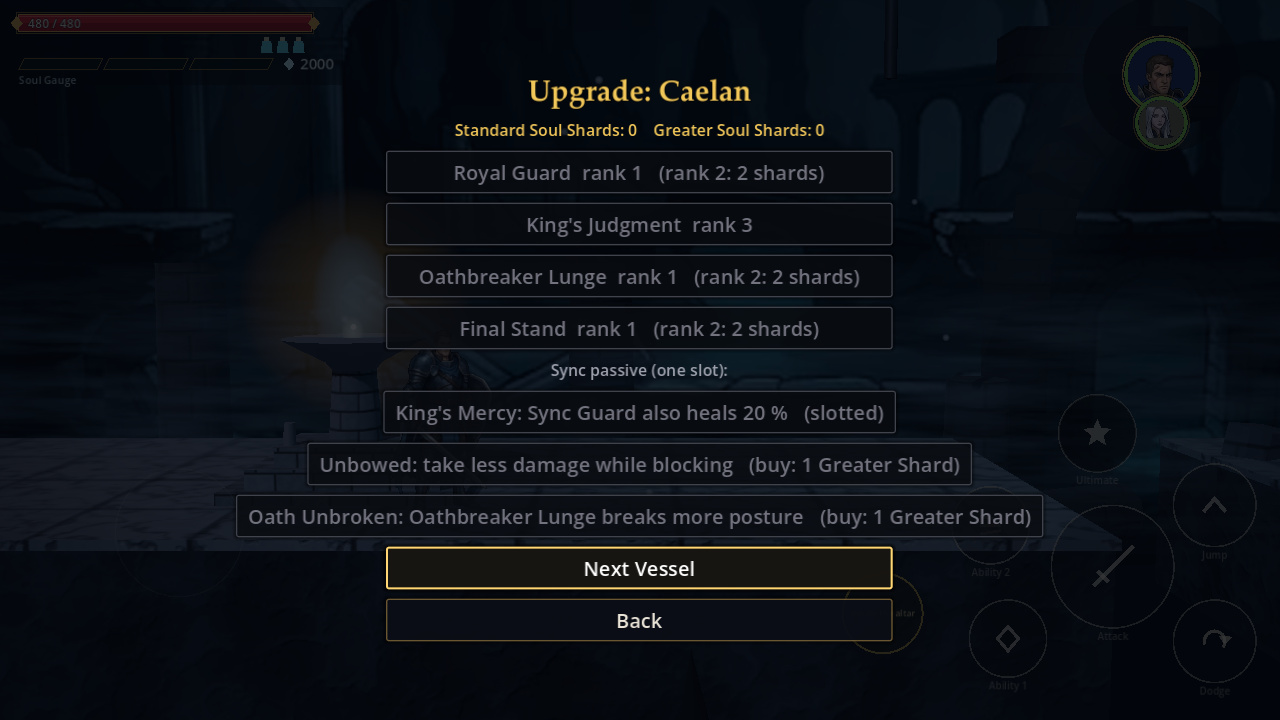 480 / 480
2000
Soul Gauge
Upgrade: Caelan
Standard Soul Shards: 0 Greater Soul Shards: 0
Royal Guard rank 1 (rank 2: 2 shards)
King's Judgment rank 3
Oathbreaker Lunge rank 1 (rank 2: 2 shards)
Final Stand rank 1 (rank 2: 2 shards)
Sync passive (one slot):
King's Mercy: Sync Guard also heals 20 % (slotted)
Unbowed: take less damage while blocking (buy: 1 Greater Shard)
Oath Unbroken: Oathbreaker Lunge breaks more posture (buy: 1 Greater Shard)
Next Vessel
Back
Ultimate
Jump
Ability 2
altar
Attack
Ability 1
Dodge